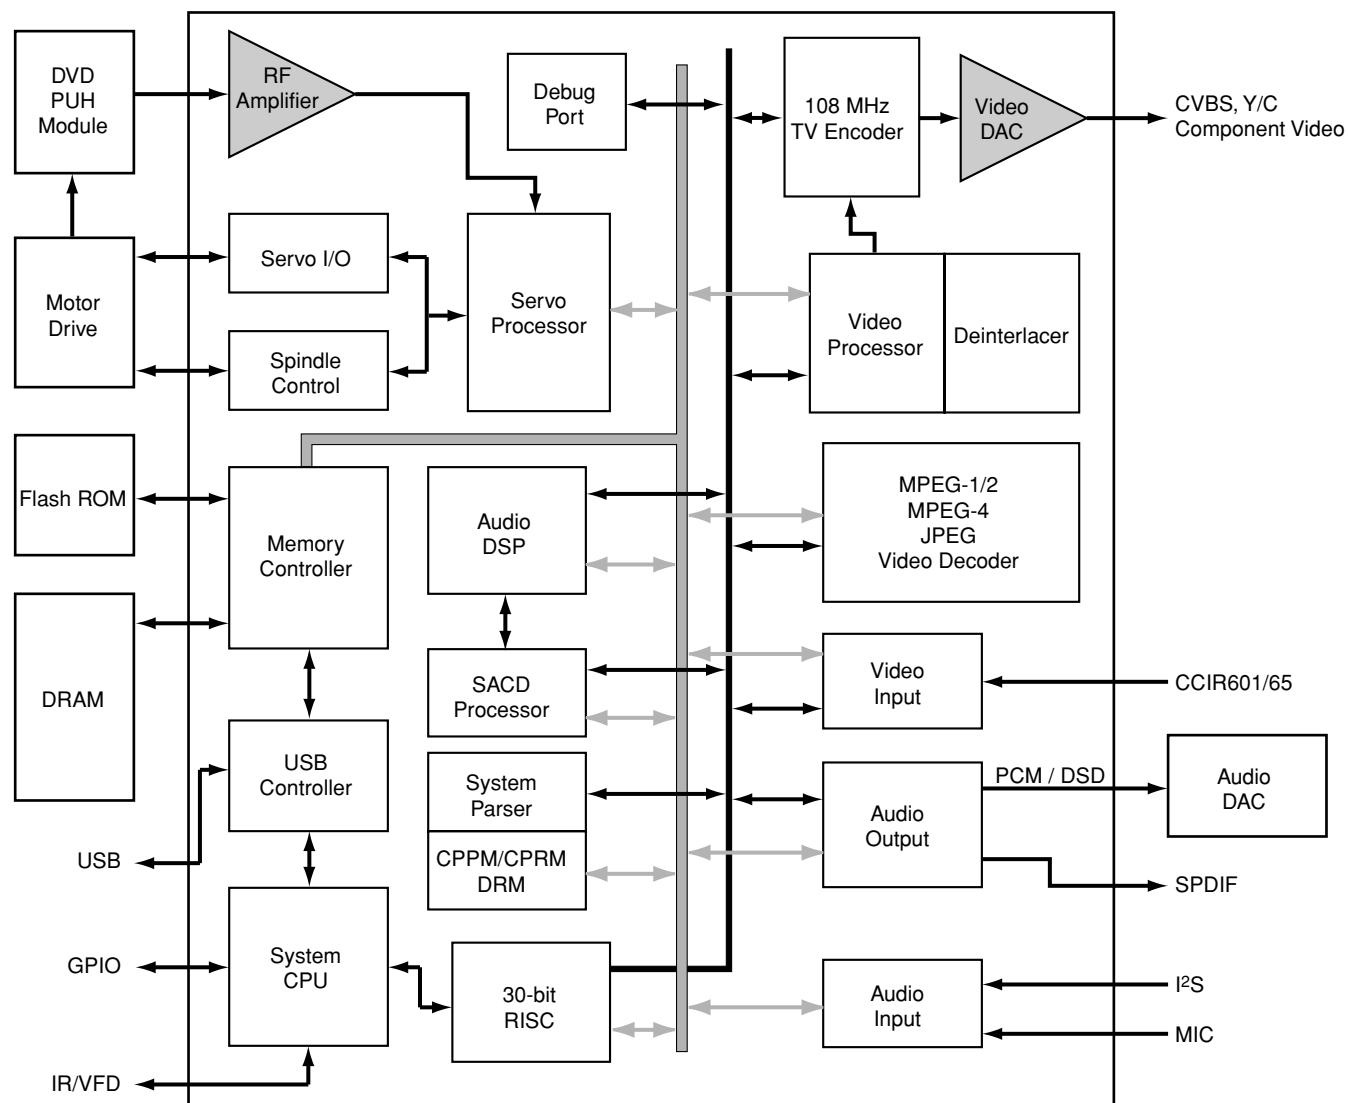 DVD
PUH
Module
RF
Amplifier
Debug
Port
108 MHz
TV Encoder
Video
DAC
CVBS, Y/C
Component Video
Motor
Drive
Servo I/O
Spindle
Control
Servo
Processor
Video
Processor
Deinterlacer
Flash ROM
Memory
Controller
Audio
DSP
MPEG-1/2
MPEG-4
JPEG
Video Decoder
DRAM
SACD
Processor
Video
Input
CCIR601/65
USB
Controller
System
Parser
CPPM/CPRM
DRM
Audio
Output
PCM / DSD
Audio
DAC
USB
SPDIF
GPIO
System
CPU
30-bit
RISC
Audio
Input
I²S
MIC
IR/VFD